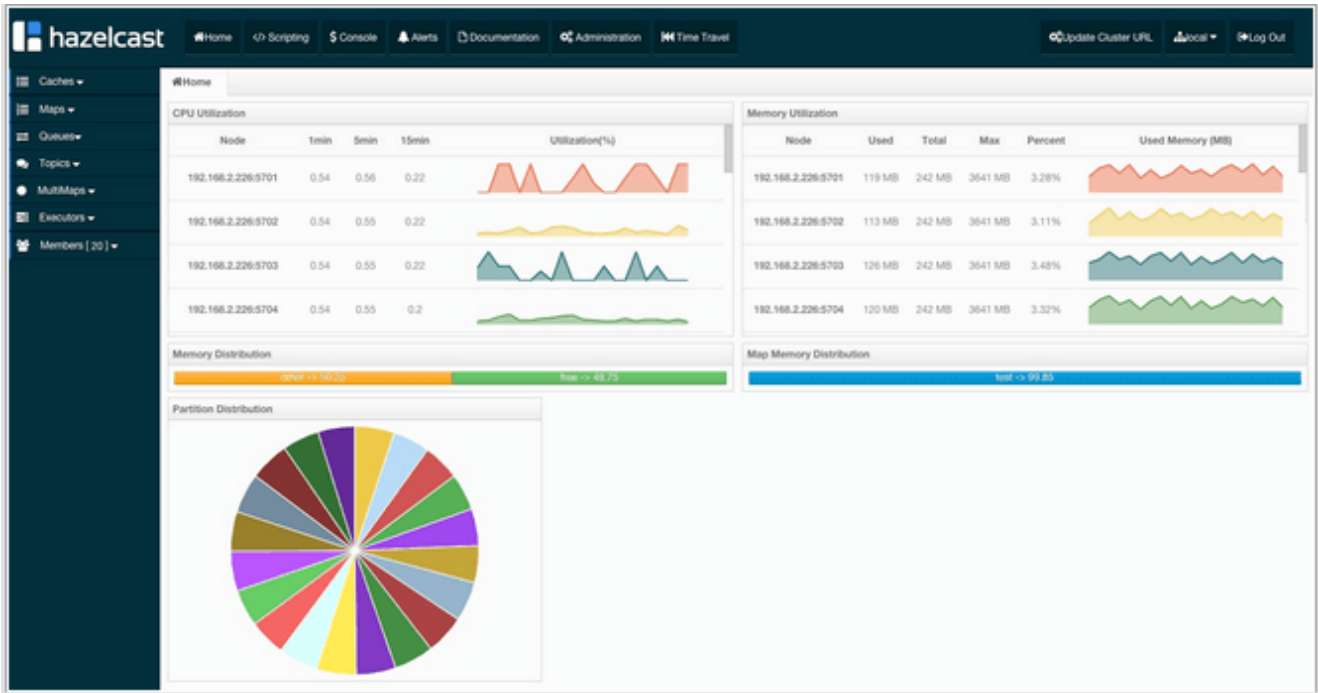 hazelcast
Home </> Scripting $ Console Alerts Documentation Administration Time Travel Update Cluster URL local Log Out
Caches
Maps
Queues
Topics
MultiMaps
Executors
Members [ 20 ]
Home
CPU Utilization
Node 1min 5min 15min Utilization(%)
192.168.2.226:5701 0.54 0.56 0.22
192.168.2.226:5702 0.54 0.55 0.22
192.168.2.226:5703 0.54 0.55 0.22
192.168.2.226:5704 0.54 0.55 0.2
Memory Utilization
Node Used Total Max Percent Used Memory (MB)
192.168.2.226:5701 119 MB 242 MB 3641 MB 3.28%
192.168.2.226:5702 113 MB 242 MB 3641 MB 3.11%
192.168.2.226:5703 126 MB 242 MB 3641 MB 3.48%
192.168.2.226:5704 120 MB 242 MB 3641 MB 3.32%
Memory Distribution
other ->
free -> 49.75
Map Memory Distribution
test -> 99.85
Partition Distribution